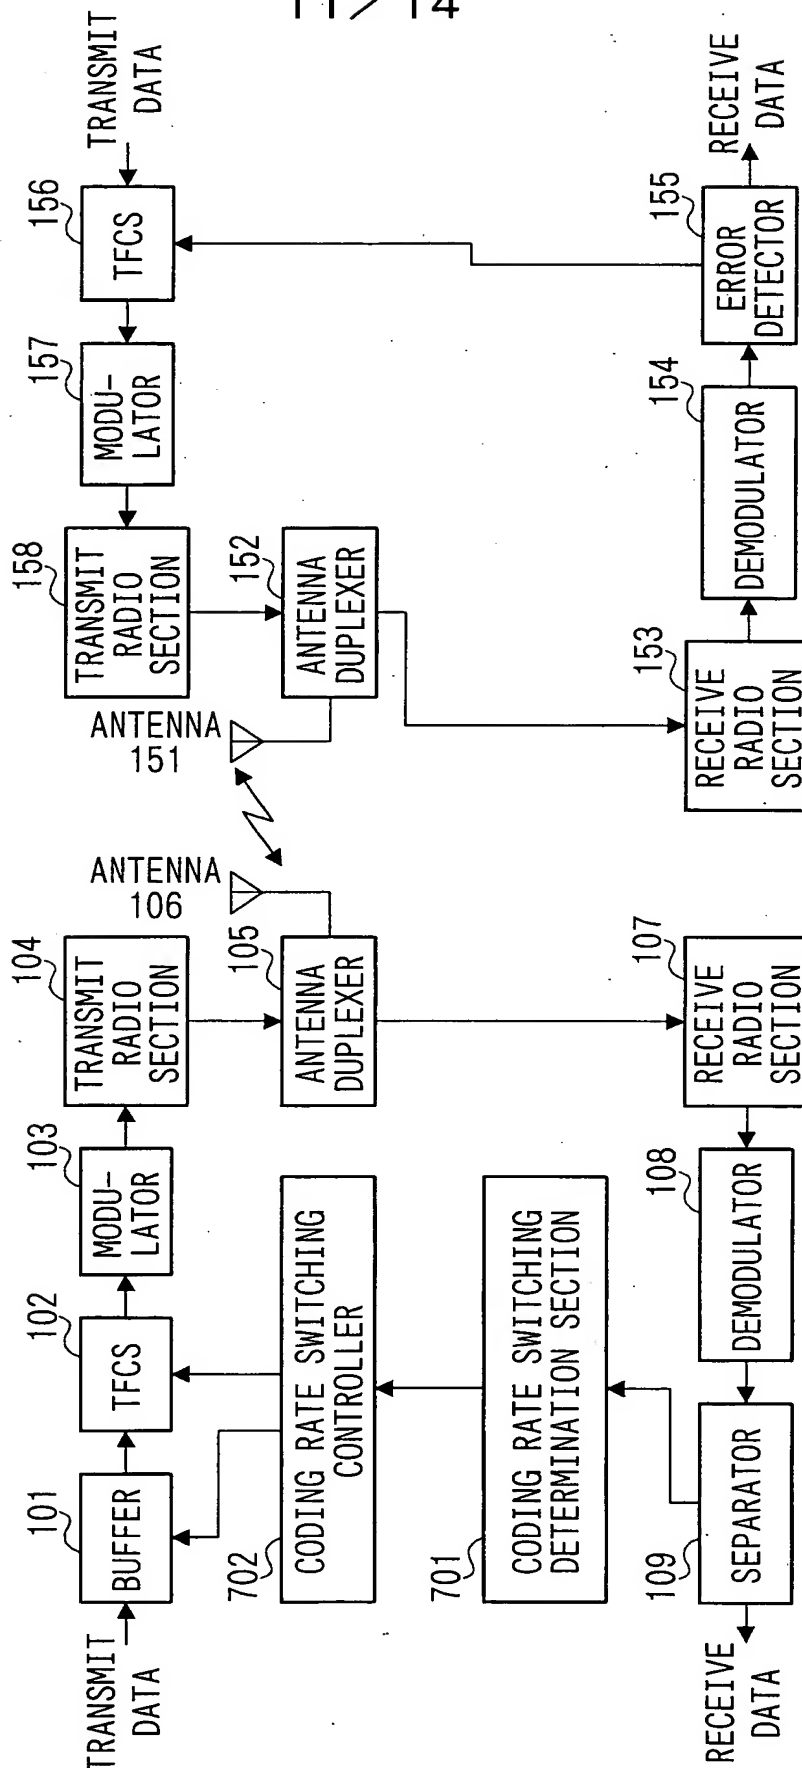 11/14
TRANSMIT
DATA
101
BUFFER
102
TFCS
103
MODU-
LATOR
104
TRANSMIT
RADIO
SECTION
105
ANTENNA
DUPLEXER
ANTENNA
106
702
CODING RATE SWITCHING
CONTROLLER
701
CODING RATE SWITCHING
DETERMINATION SECTION
107
RECEIVE
RADIO
SECTION
108
DEMODULATOR
109
SEPARATOR
RECEIVE
DATA
ANTENNA
151
152
ANTENNA
DUPLEXER
158
TRANSMIT
RADIO
SECTION
157
MODU-
LATOR
156
TFCS
TRANSMIT
DATA
153
RECEIVE
RADIO
SECTION
154
DEMODULATOR
155
ERROR
DETECTOR
RECEIVE
DATA